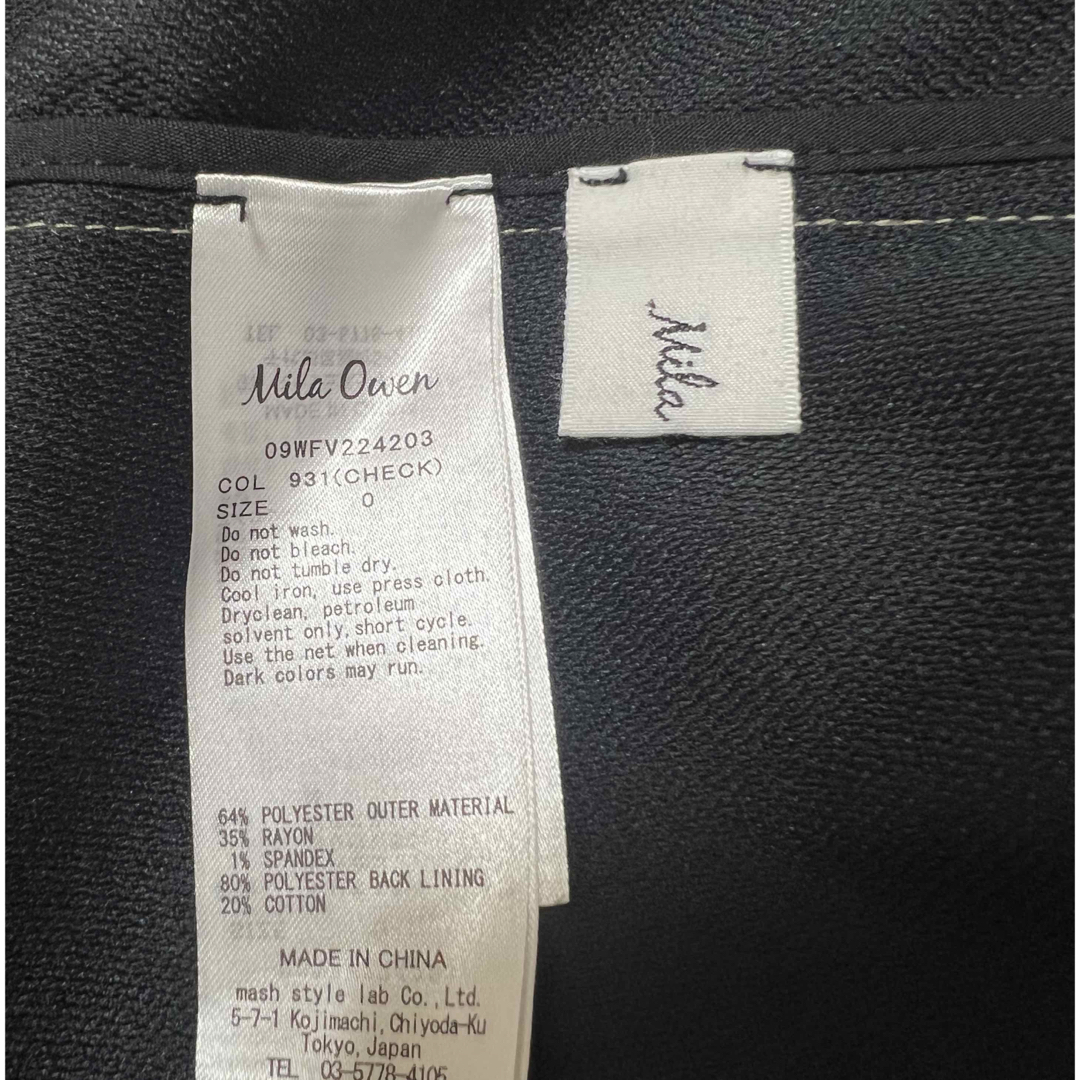 Mila Owen
09WFV224203
COL 931(CHECK)
SIZE 0
Do not wash.
Do not bleach.
Do not tumble dry.
Cool iron, use press cloth.
Dryclean, petroleum
solvent only, short cycle.
Use the net when cleaning.
Dark colors may run.
64% POLYESTER OUTER MATERIAL
35% RAYON
1% SPANDEX
80% POLYESTER BACK LINING
20% COTTON
MADE IN CHINA
mash style lab Co.,Ltd.
5-7-1 Kojimachi, Chiyoda-Ku
Tokyo, Japan
TEL 03-5778-4105
Mila